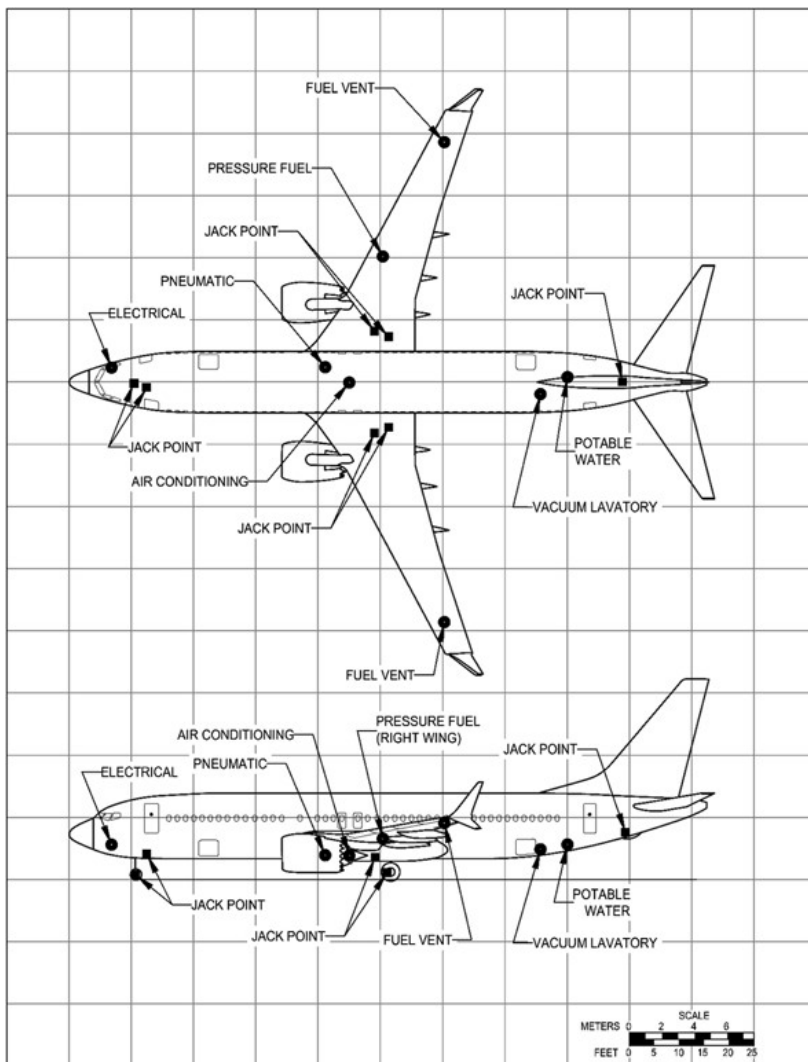 FUEL VENT
PRESSURE FUEL
JACK POINT
PNEUMATIC
JACK POINT
ELECTRICAL
JACK POINT
POTABLE
WATER
AIR CONDITIONING
VACUUM LAVATORY
JACK POINT
FUEL VENT
PRESSURE FUEL
(RIGHT WING)
AIR CONDITIONING
JACK POINT
PNEUMATIC
ELECTRICAL
POTABLE
WATER
JACK POINT
JACK POINT
FUEL VENT
VACUUM LAVATORY
SCALE
METERS 0 2 4 6
FEET 0 5 10 15 20 25